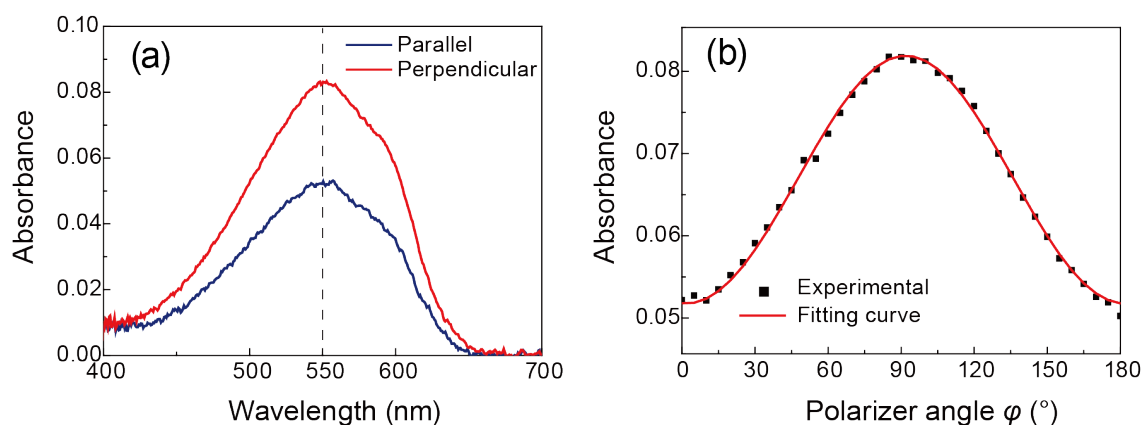 (a)
Parallel
Perpendicular
0.10
0.08
0.06
0.04
0.02
0.00
Absorbance
400
500
550
600
700
Wavelength (nm)
(b)
Experimental
Fitting curve
0.08
0.07
0.06
0.05
Absorbance
0
30
60
90
120
150
180
Polarizer angle φ (°)